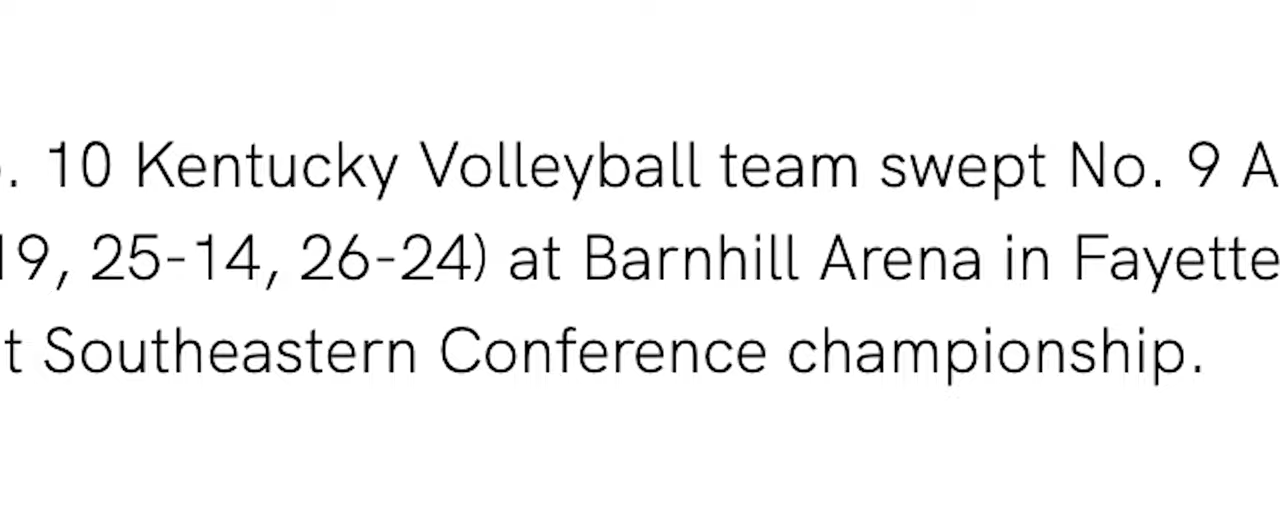 . 10 Kentucky Volleyball team swept No. 9 A
19, 25-14, 26-24) at Barnhill Arena in Fayette
t Southeastern Conference championship.